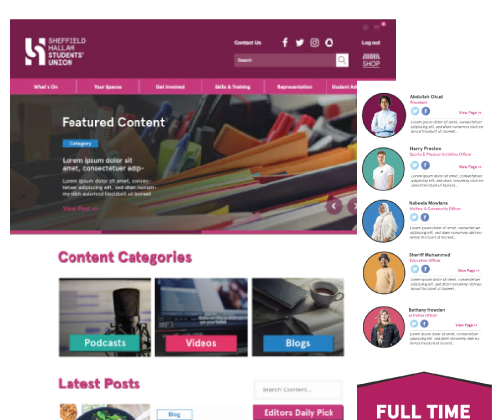 SHEFFIELD
HALLAM
STUDENTS'
UNION
Contact Us
Log out
Search
SHOP
What's On
Your Spaces
Get Involved
Skills & Training
Representation
Student Ad
Featured Content
Category
Lorem ipsum dolor sit
amet, consectetuer adip-
Lorem ipsum dolor sit amet, consec-
tetuer adipiscing elit, sed diam nonum-
my nibh euismod tincidunt ut laoreet
View Post >>
Abdullah Okud
President
View Page >>
Lorem ipsum dolor sit amet, consectetuer
adipiscing elit, sed diam nonummy nibh
euismod tincidunt ut laoreet...
Harry Preston
Sports & Physical Activities Officer
View Page >>
Lorem ipsum dolor sit amet, consectetuer
adipiscing elit, sed diam nonummy nibh
euismod tincidunt ut laoreet...
Nabeela Mowlana
Welfare & Community Officer
Lorem ipsum dolor sit amet, consectetuer
adipiscing elit, sed diam nonummy nibh
euismod tincidunt ut laoreet...
Shariff Muhammad
Education Officer
View Page >>
Lorem ipsum dolor sit amet, consectetuer
adipiscing elit, sed diam nonummy nibh
euismod tincidunt ut laoreet...
Bethany Howden
Activities Officer
View Page >>
Lorem ipsum dolor sit amet, consectetuer
adipiscing elit, sed diam nonummy nibh
euismod tincidunt ut laoreet...
Content Categories
Podcasts
Videos
Blogs
Latest Posts
Search Content...
Blog
Editors Daily Pick
FULL TIME